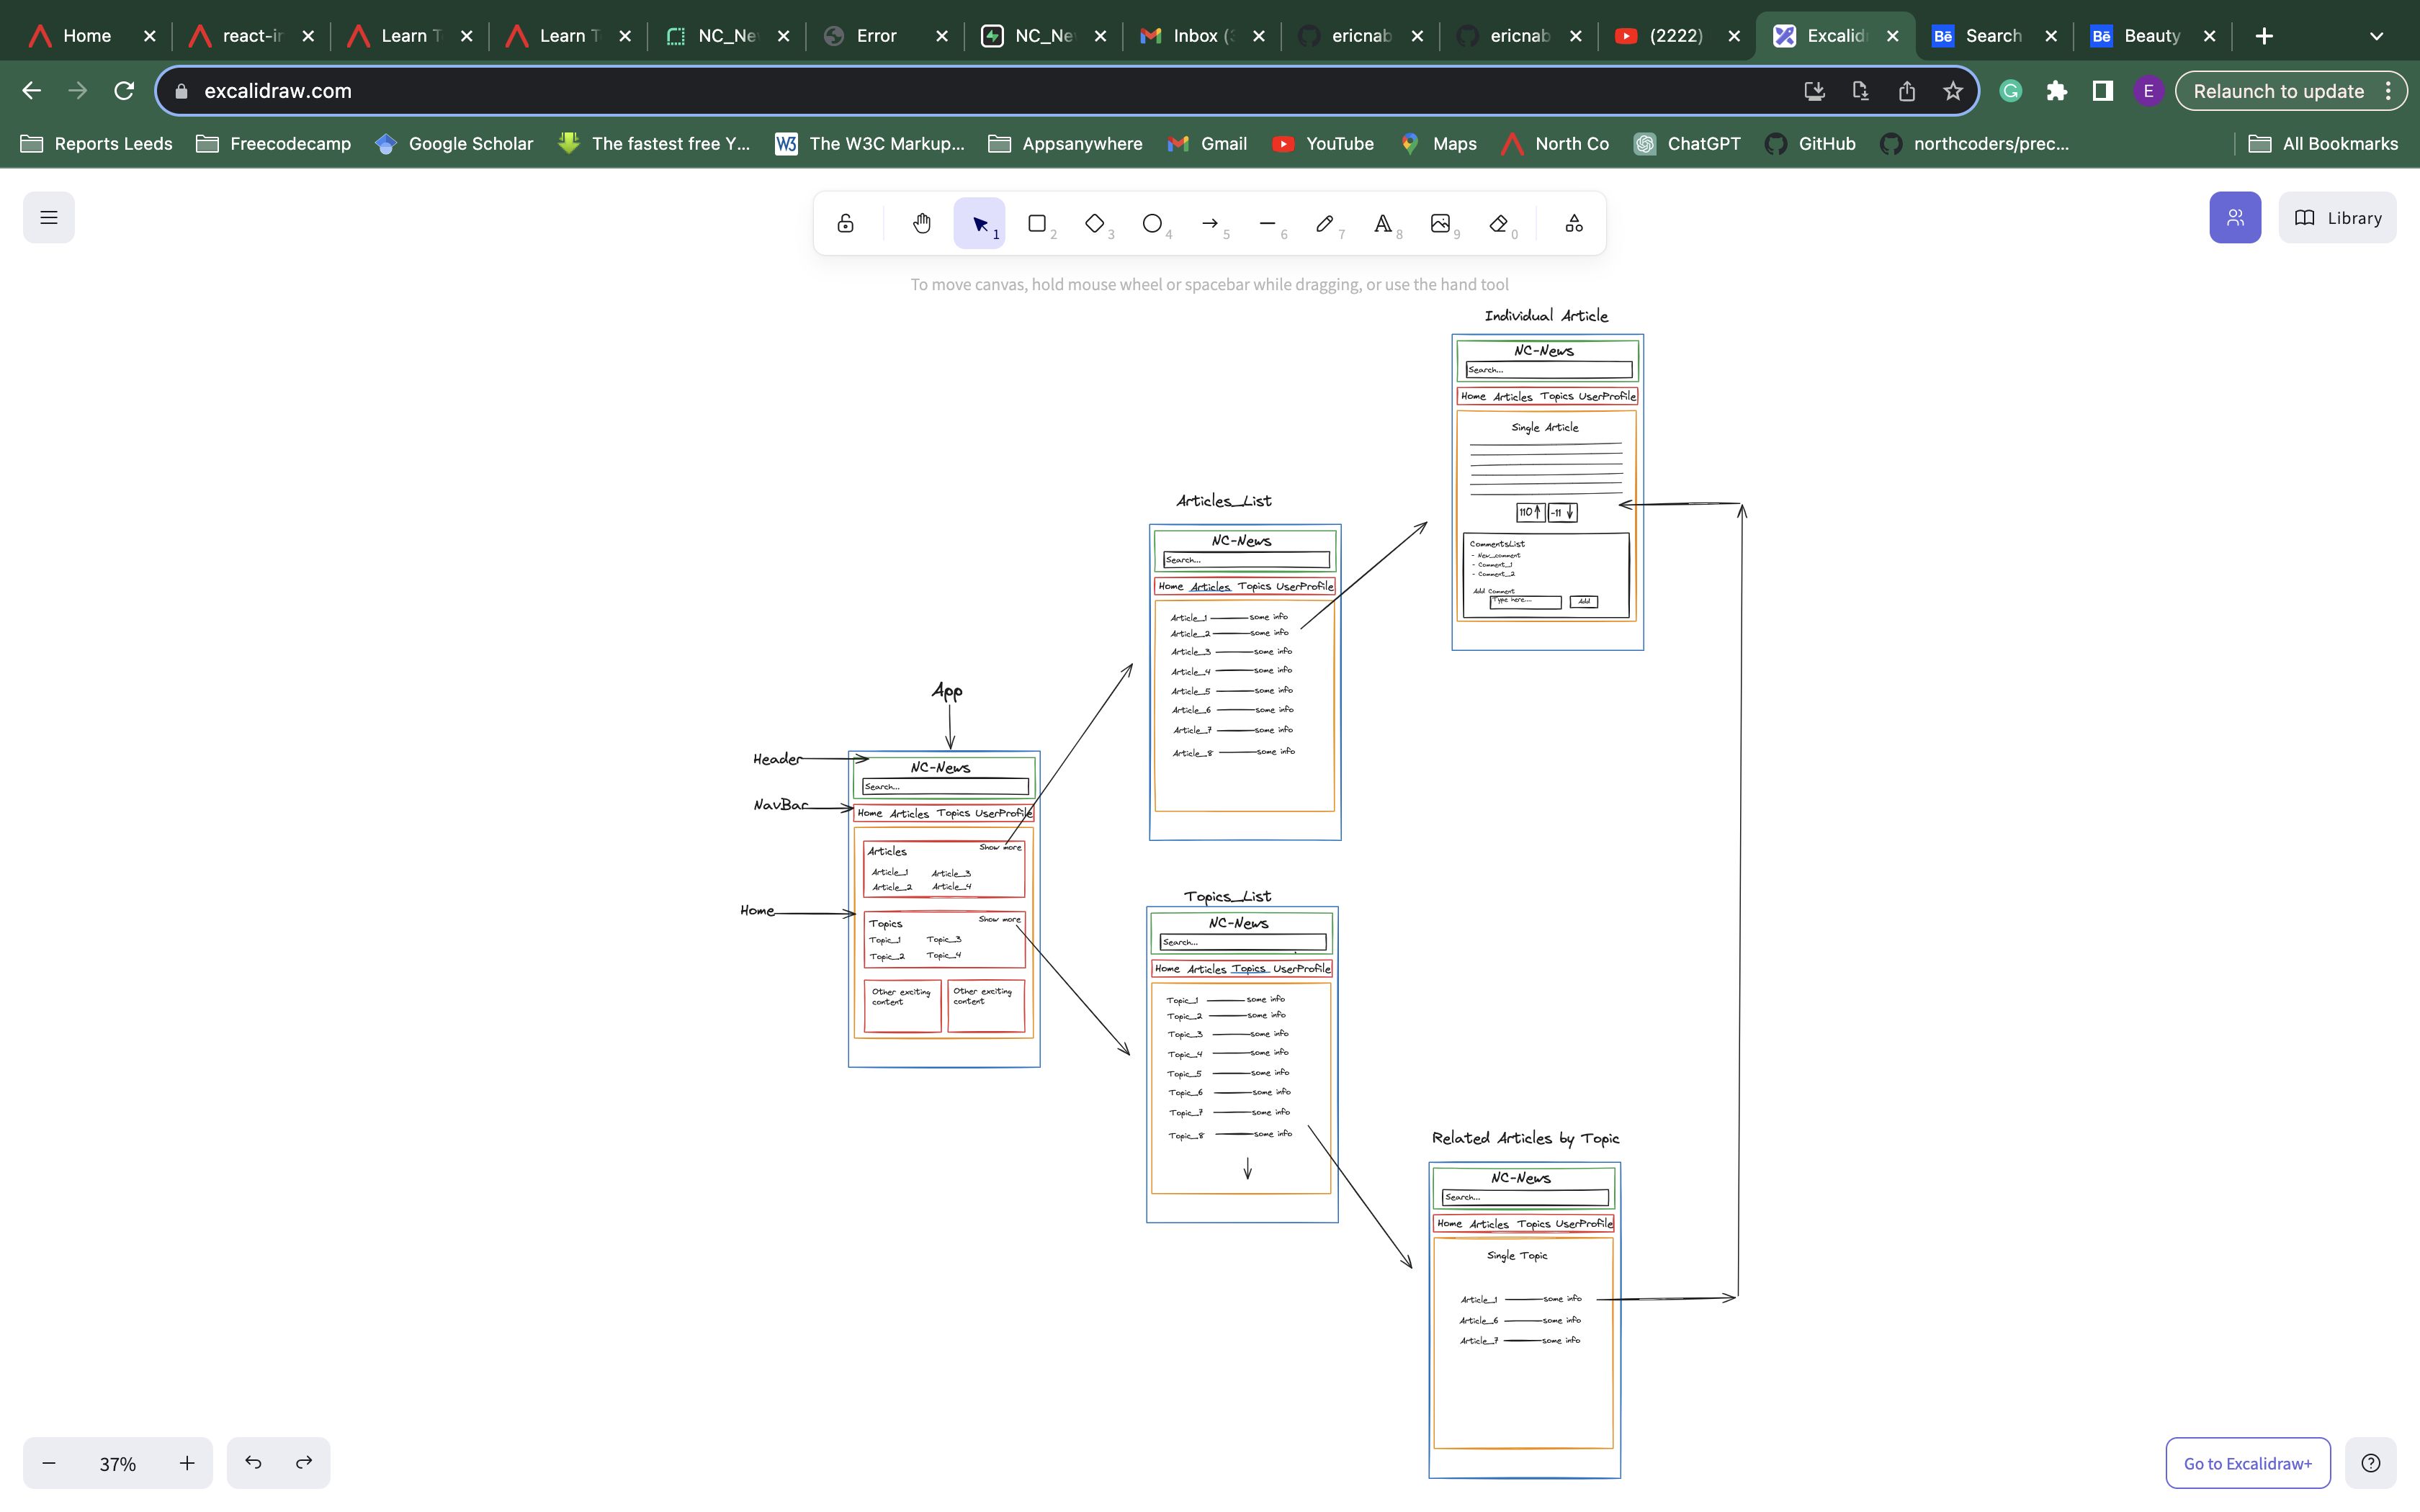 Home
react-ir
Learn T
Learn T
NC_Ne
Error
NC_Ne
Inbox (3
ericnab
ericnab
(2222)
Excalid
Search
Beauty
excalidraw.com
E
Relaunch to update
Reports Leeds
Freecodecamp
Google Scholar
The fastest free Y...
The W3C Markup...
Appsanywhere
Gmail
YouTube
Maps
North Co
ChatGPT
GitHub
northcoders/prec...
All Bookmarks
1
2
3
4
5
6
7
8
9
0
Library
To move canvas, hold mouse wheel or spacebar while dragging, or use the hand tool
Individual Article
NC-News
Search...
Home Articles Topics UserProfile
Single Article
110 -11
CommentsList
- New_comment
- Comment_1
- Comment_2
Add Comment
Type here...
Add
Articles_List
NC-News
Search...
Home Articles Topics UserProfile
Article_1 some info
Article_2 some info
Article_3 some info
Article_4 some info
Article_5 some info
Article_6 some info
Article_7 some info
Article_8 some info
App
Header
NavBar
Home
NC-News
Search...
Home Articles Topics UserProfile
Articles Show more
Article_1 Article_3
Article_2 Article_4
Topics Show more
Topic_1 Topic_3
Topic_2 Topic_4
Other exciting
content
Other exciting
content
Topics_List
NC-News
Search...
Home Articles Topics UserProfile
Topic_1 some info
Topic_2 some info
Topic_3 some info
Topic_4 some info
Topic_5 some info
Topic_6 some info
Topic_7 some info
Topic_8 some info
Related Articles by Topic
NC-News
Search...
Home Articles Topics UserProfile
Single Topic
Article_1 some info
Article_6 some info
Article_7 some info
37%
Go to Excalidraw+